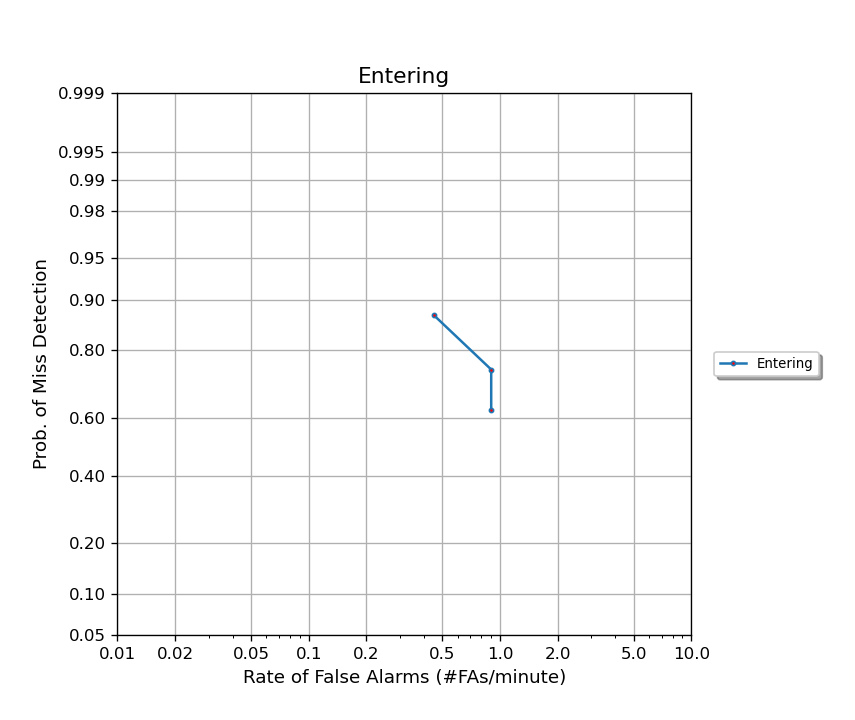 Entering
0.999
0.995
0.99
0.98
0.95
0.90
0.80
0.60
0.40
0.20
0.10
0.05
Prob. of Miss Detection
0.01 0.02 0.05 0.1 0.2 0.5 1.0 2.0 5.0 10.0
Rate of False Alarms (#FAs/minute)
Entering